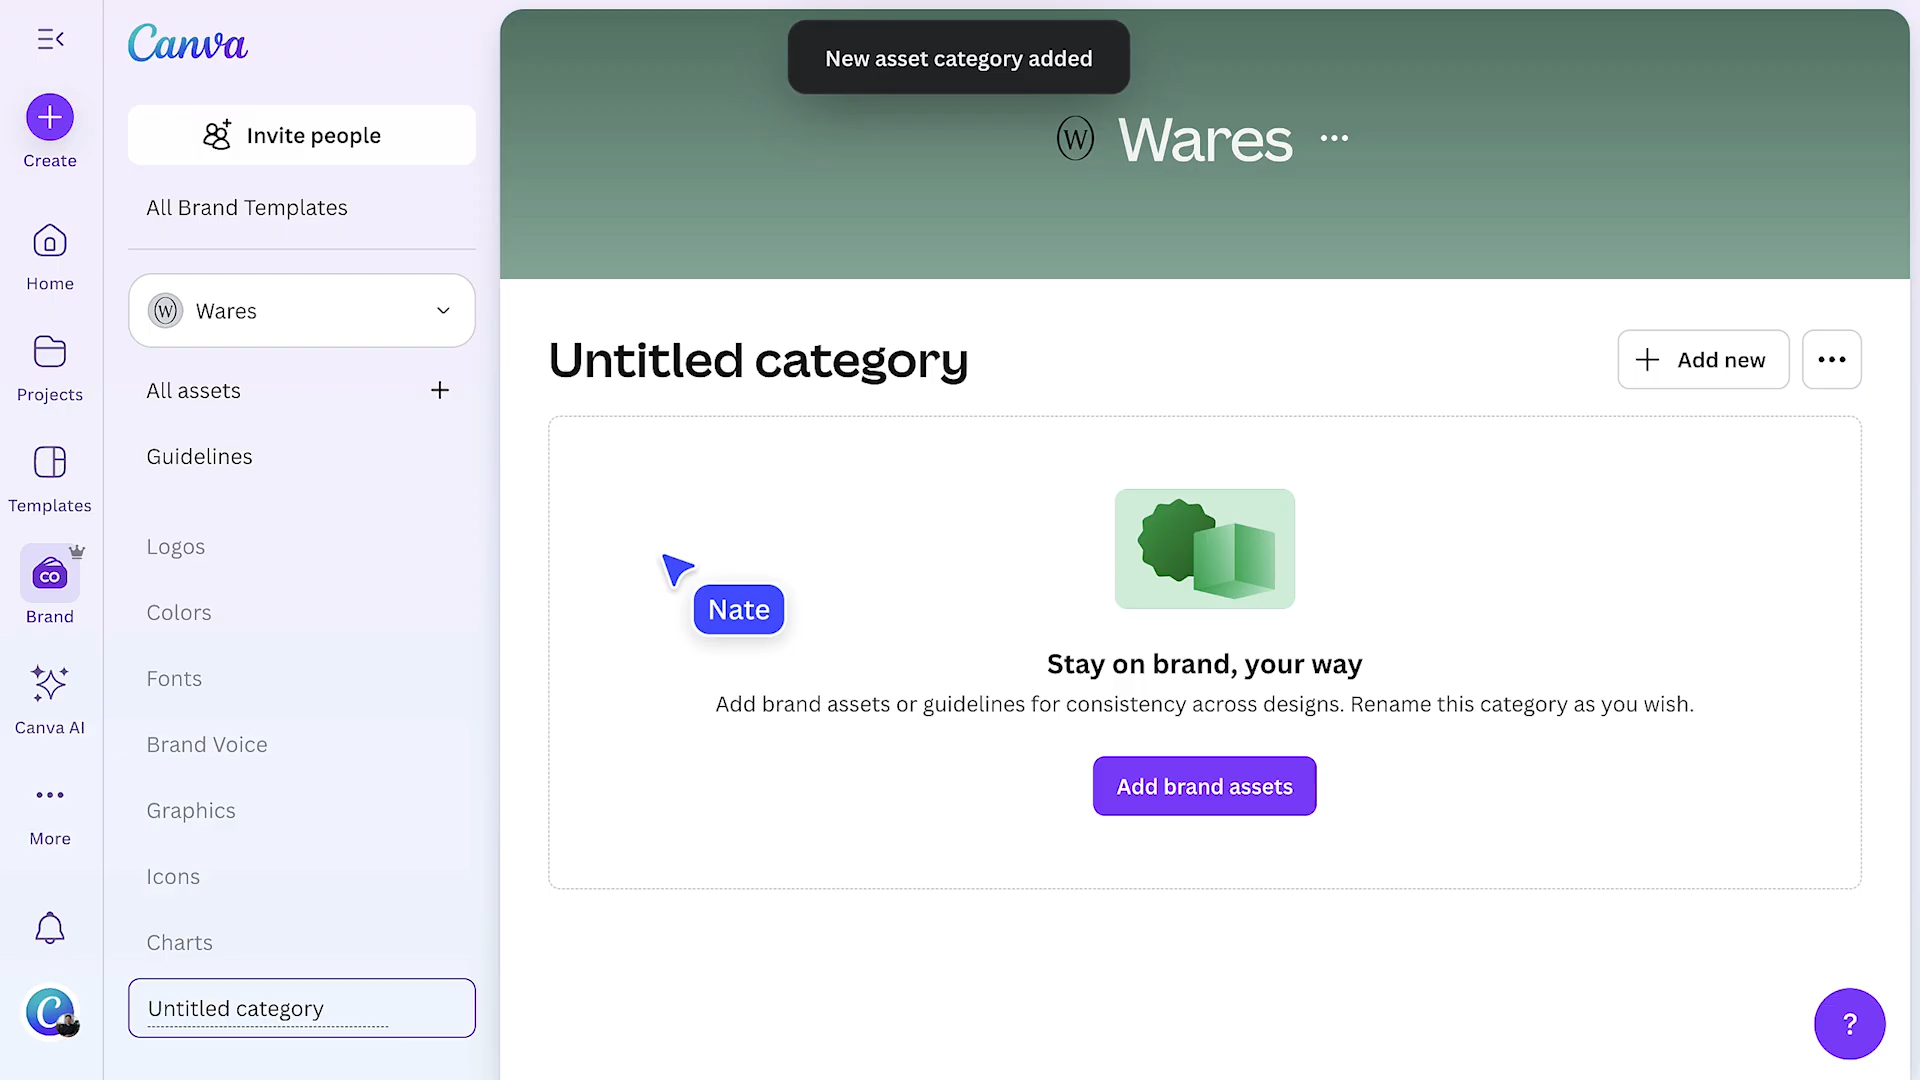 Canva
Create
Home
Projects
Templates
CO
Brand
Canva AI
More
Invite people
All Brand Templates
W Wares
All assets
Guidelines
Logos
Colors
Fonts
Brand Voice
Graphics
Icons
Charts
Untitled category
New asset category added
W Wares
Untitled category
Add new
Nate
Stay on brand, your way
Add brand assets or guidelines for consistency across designs. Rename this category as you wish.
Add brand assets
C
?